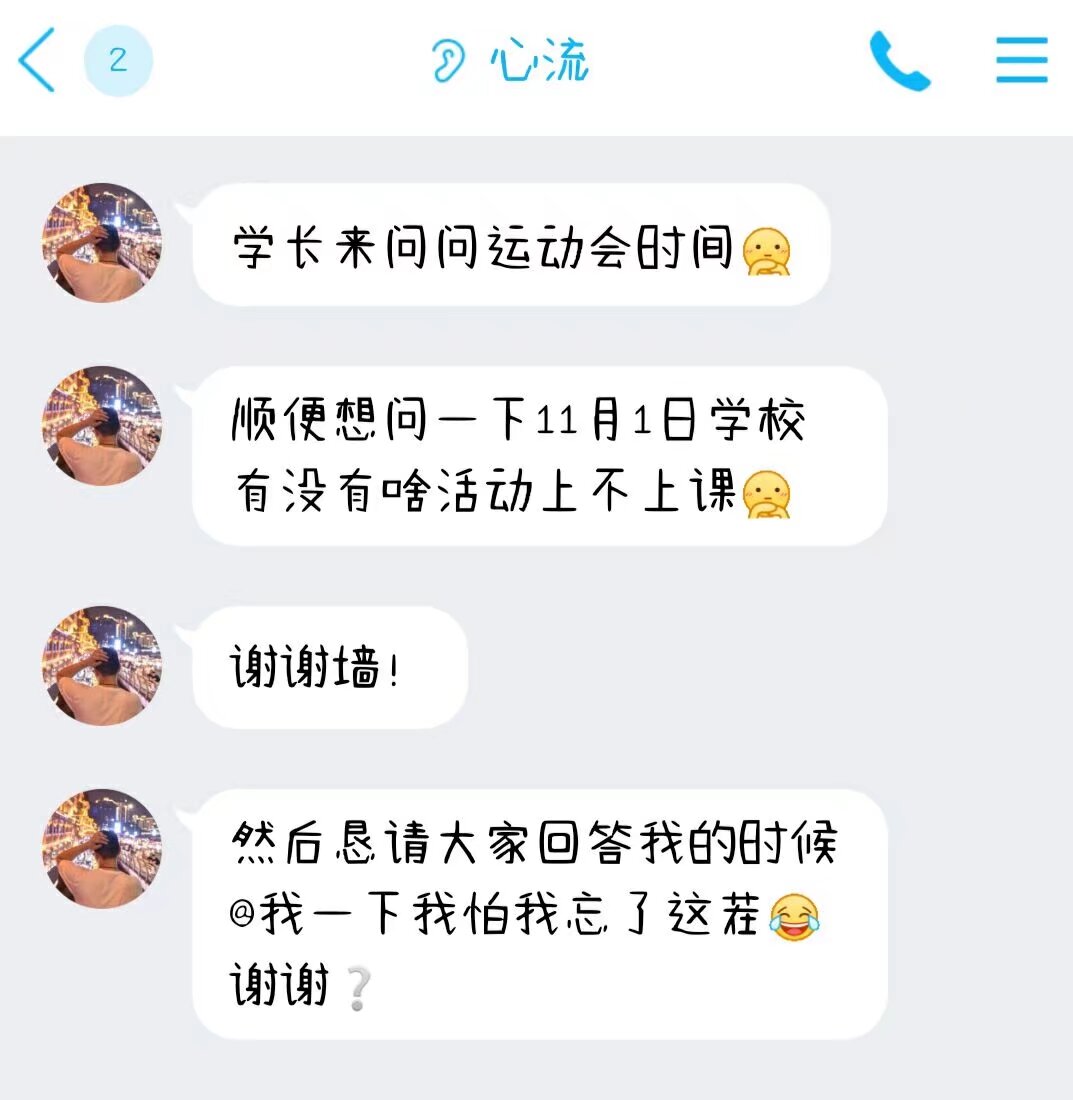 2
心流
学长来问问运动会时间🤔
顺便想问一下11月1日学校
有没有啥活动上不上课🤔
谢谢墙!
然后恳请大家回答我的时候
@我一下我怕我忘了这茬😂
谢谢❔